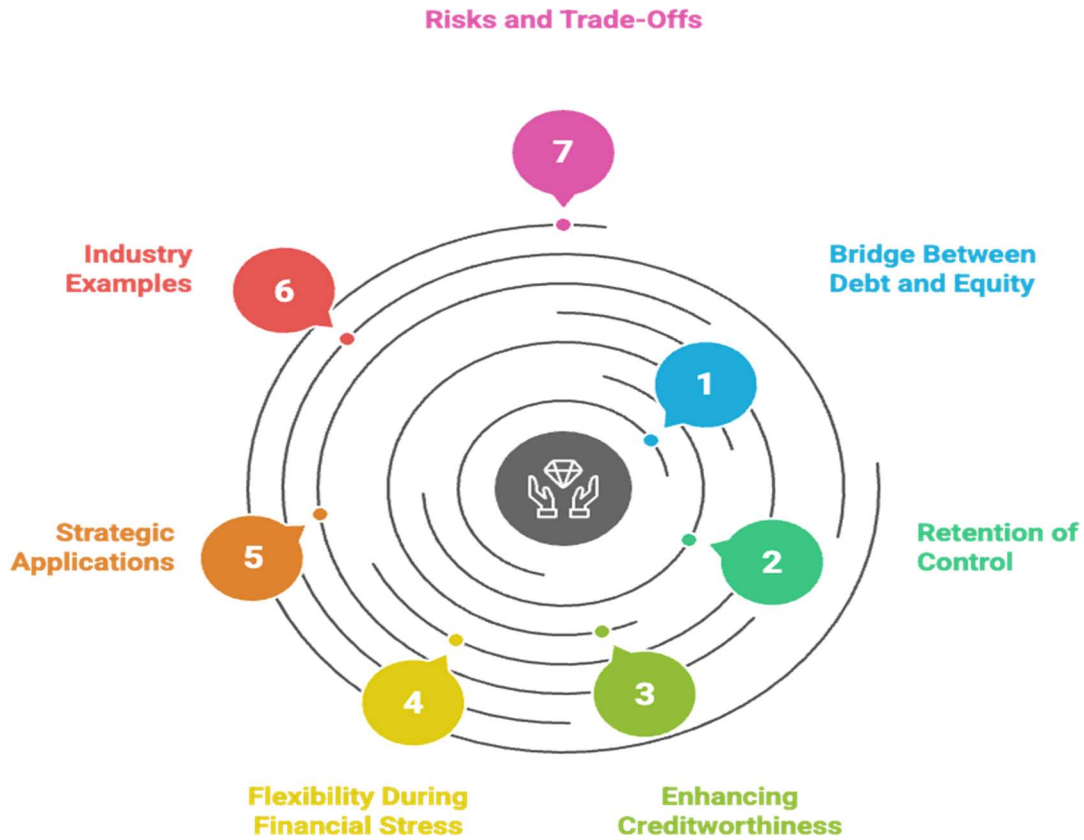 Risks and Trade-Offs
7
Industry
Examples
6
Bridge Between
Debt and Equity
1
Strategic
Applications
5
Retention of
Control
2
4
3
Flexibility During
Financial Stress
Enhancing
Creditworthiness